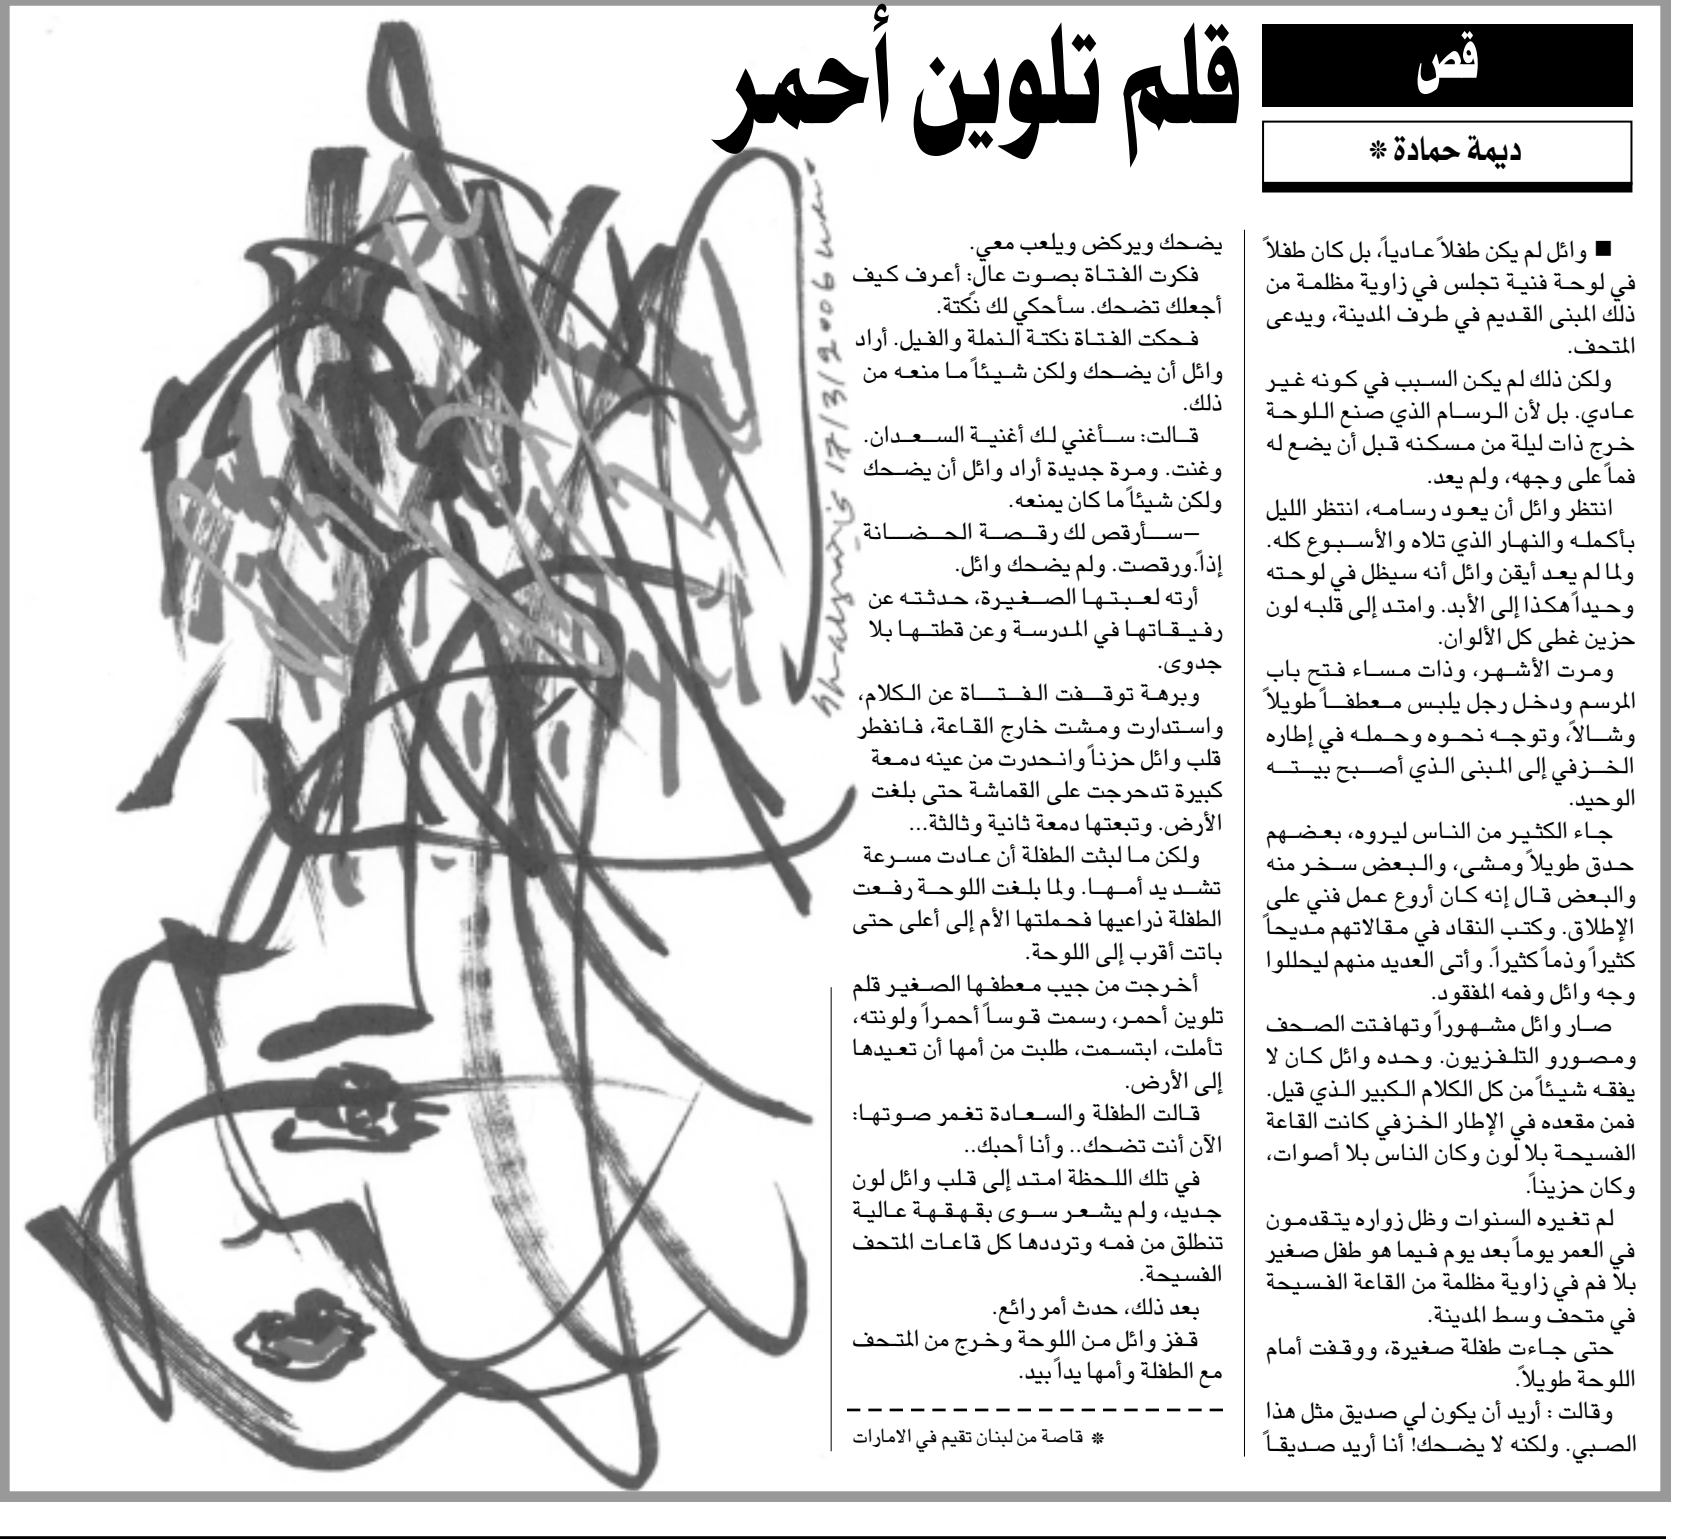 قص
ديمة حمادة *
قلم تلوين أحمر
■ وائل لم يكن طفلاً عادياً، بل كان طفلاً
في لوحة فنية تجلس في زاوية مظلمة من
ذلك المبنى القديم في طرف المدينة، ويدعى
المتحف.
ولكن ذلك لم يكن السبب في كونه غير
عادي. بل لأن الرسام الذي صنع اللوحة
خرج ذات ليلة من مسكنه قبل أن يضع له
فماً على وجهه، ولم يعد.
انتظر وائل أن يعود رسامه، انتظر الليل
بأكمله والنهار الذي تلاه والأسبوع كله.
ولما لم يعد أيقن وائل أنه سيظل في لوحته
وحيداً هكذا إلى الأبد. وامتد إلى قلبه لون
حزين غطى كل الألوان.
ومرت الأشهر، وذات مساء فتح باب
المرسم ودخل رجل يلبس معطفاً طويلاً
وشالاً، وتوجه نحوه وحمله في إطاره
الخزفي إلى المبنى الذي أصبح بيته
الوحيد.
جاء الكثير من الناس ليروه، بعضهم
حدق طويلاً ومشى، والبعض سخر منه
والبعض قال إنه كان أروع عمل فني على
الإطلاق. وكتب النقاد في مقالاتهم مديحاً
كثيراً وذماً كثيراً. وأتى العديد منهم ليحللوا
وجه وائل وفمه المفقود.
صار وائل مشهوراً وتهافتت الصحف
ومصورو التلفزيون. وحده وائل كان لا
يفقه شيئاً من كل الكلام الكبير الذي قيل.
فمن مقعده في الإطار الخزفي كانت القاعة
الفسيحة بلا لون وكان الناس بلا أصوات،
وكان حزيناً.
لم تغيره السنوات وظل زواره يتقدمون
في العمر يوماً بعد يوم فيما هو طفل صغير
بلا فم في زاوية مظلمة من القاعة الفسيحة
في متحف وسط المدينة.
حتى جاءت طفلة صغيرة، ووقفت أمام
اللوحة طويلاً.
وقالت : أريد أن يكون لي صديق مثل هذا
الصبي. ولكنه لا يضحك! أنا أريد صديقاً
يضحك ويركض ويلعب معي.
فكرت الفتاة بصوت عالٍ: أعرف كيف
أجعلك تضحك. سأحكي لك نكتة.
فحكت الفتاة نكتة النملة والفيل. أراد
وائل أن يضحك ولكن شيئاً ما منعه من
ذلك.
قالت: سأغني لك أغنية السعدان.
وغنت. ومرة جديدة أراد وائل أن يضحك
ولكن شيئاً ما كان يمنعه.
–سأرقص لك رقصة الحضانة
إذاً.ورقصت. ولم يضحك وائل.
أرته لعبتها الصغيرة، حدثته عن
رفيقاتها في المدرسة وعن قطتها بلا
جدوى.
وبرهة توقفت الفتاة عن الكلام،
واستدارت ومشت خارج القاعة، فانفطر
قلب وائل حزناً وانحدرت من عينه دمعة
كبيرة تدحرجت على القماشة حتى بلغت
الأرض. وتبعتها دمعة ثانية وثالثة...
ولكن ما لبثت الطفلة أن عادت مسرعة
تشد يد أمها. ولما بلغت اللوحة رفعت
الطفلة ذراعيها فحملتها الأم إلى أعلى حتى
باتت أقرب إلى اللوحة.
أخرجت من جيب معطفها الصغير قلم
تلوين أحمر، رسمت قوساً أحمراً ولونته،
تأملت، ابتسمت، طلبت من أمها أن تعيدها
إلى الأرض.
قالت الطفلة والسعادة تغمر صوتها:
الآن أنت تضحك.. وأنا أحبك..
في تلك اللحظة امتد إلى قلب وائل لون
جديد، ولم يشعر سوى بقهقهة عالية
تنطلق من فمه وترددها كل قاعات المتحف
الفسيحة.
بعد ذلك، حدث أمر رائع.
قفز وائل من اللوحة وخرج من المتحف
مع الطفلة وأمها يداً بيد.
* قاصة من لبنان تقيم في الامارات
17/3/2006